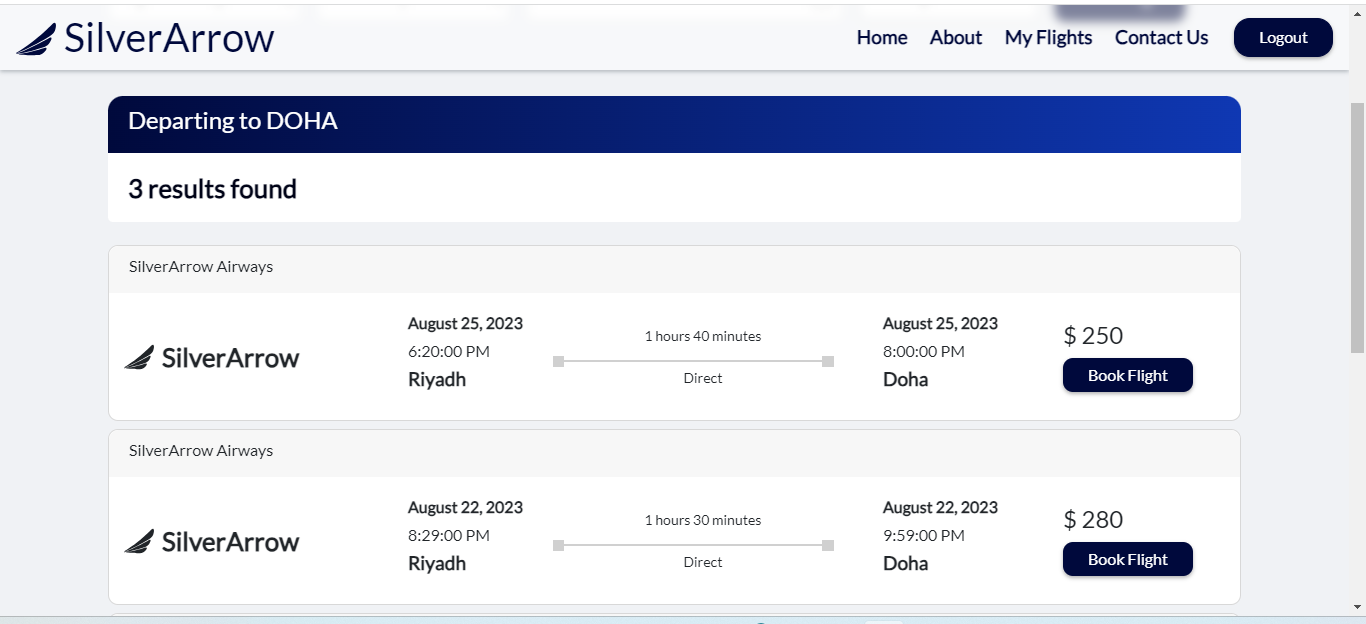 SilverArrow
Home About My Flights Contact Us Logout
Departing to DOHA
3 results found
SilverArrow Airways
August 25, 2023
6:20:00 PM
Riyadh
1 hours 40 minutes
Direct
August 25, 2023
8:00:00 PM
Doha
$ 250
Book Flight
SilverArrow
SilverArrow Airways
August 22, 2023
8:29:00 PM
Riyadh
1 hours 30 minutes
Direct
August 22, 2023
9:59:00 PM
Doha
$ 280
Book Flight
SilverArrow